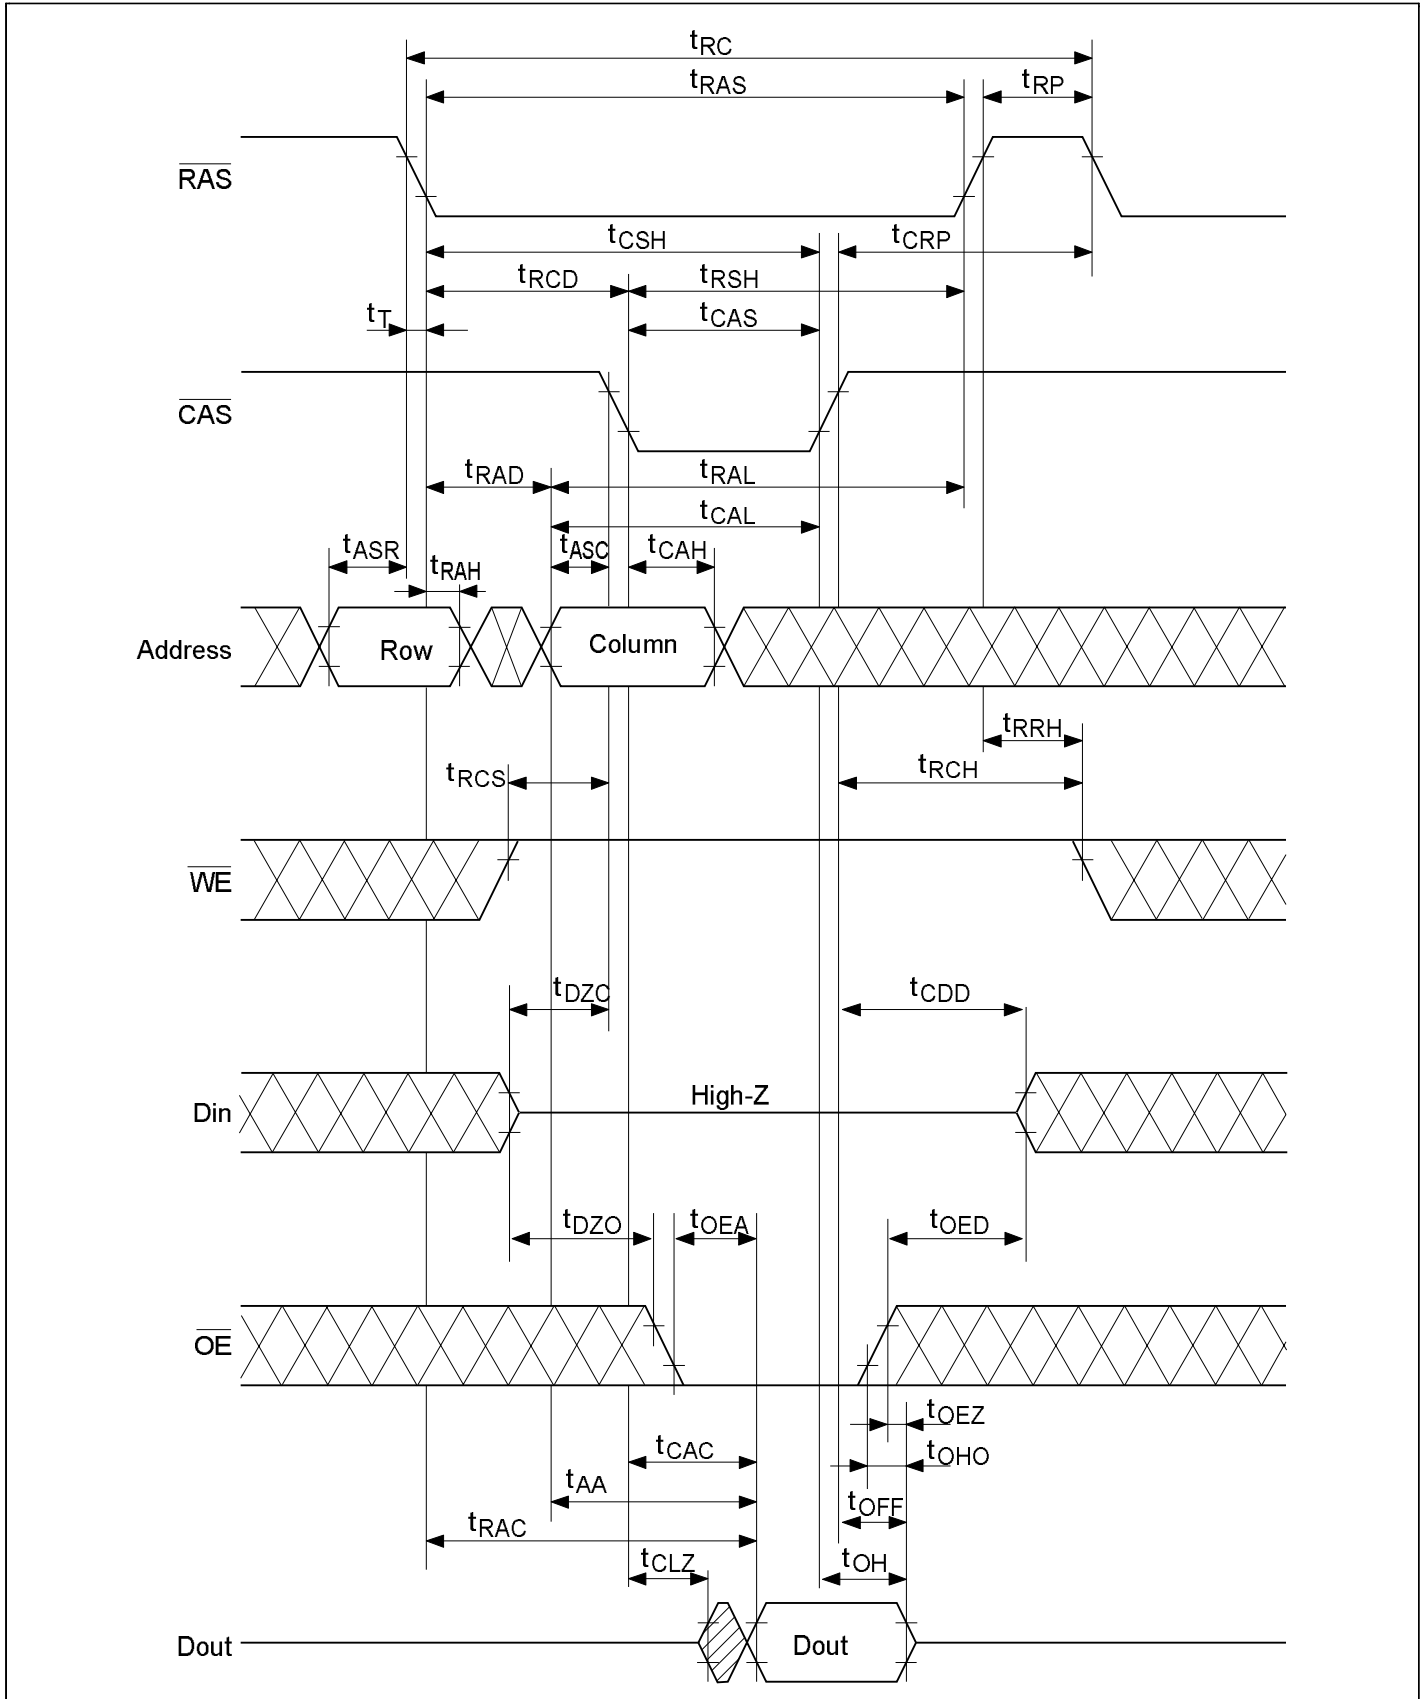 tRC
tRAS
tRP
RAS
tCSH
tCRP
tRCD
tRSH
tT
tCAS
CAS
tRAD
tRAL
tCAL
tASR
tRAH
tASC
tCAH
Address
Row
Column
tRRH
tRCS
tRCH
WE
tDZC
tCDD
Din
High-Z
tDZO
tOEA
tOED
OE
tOEZ
tCAC
tOHO
tAA
tOFF
tRAC
tCLZ
tOH
Dout
Dout